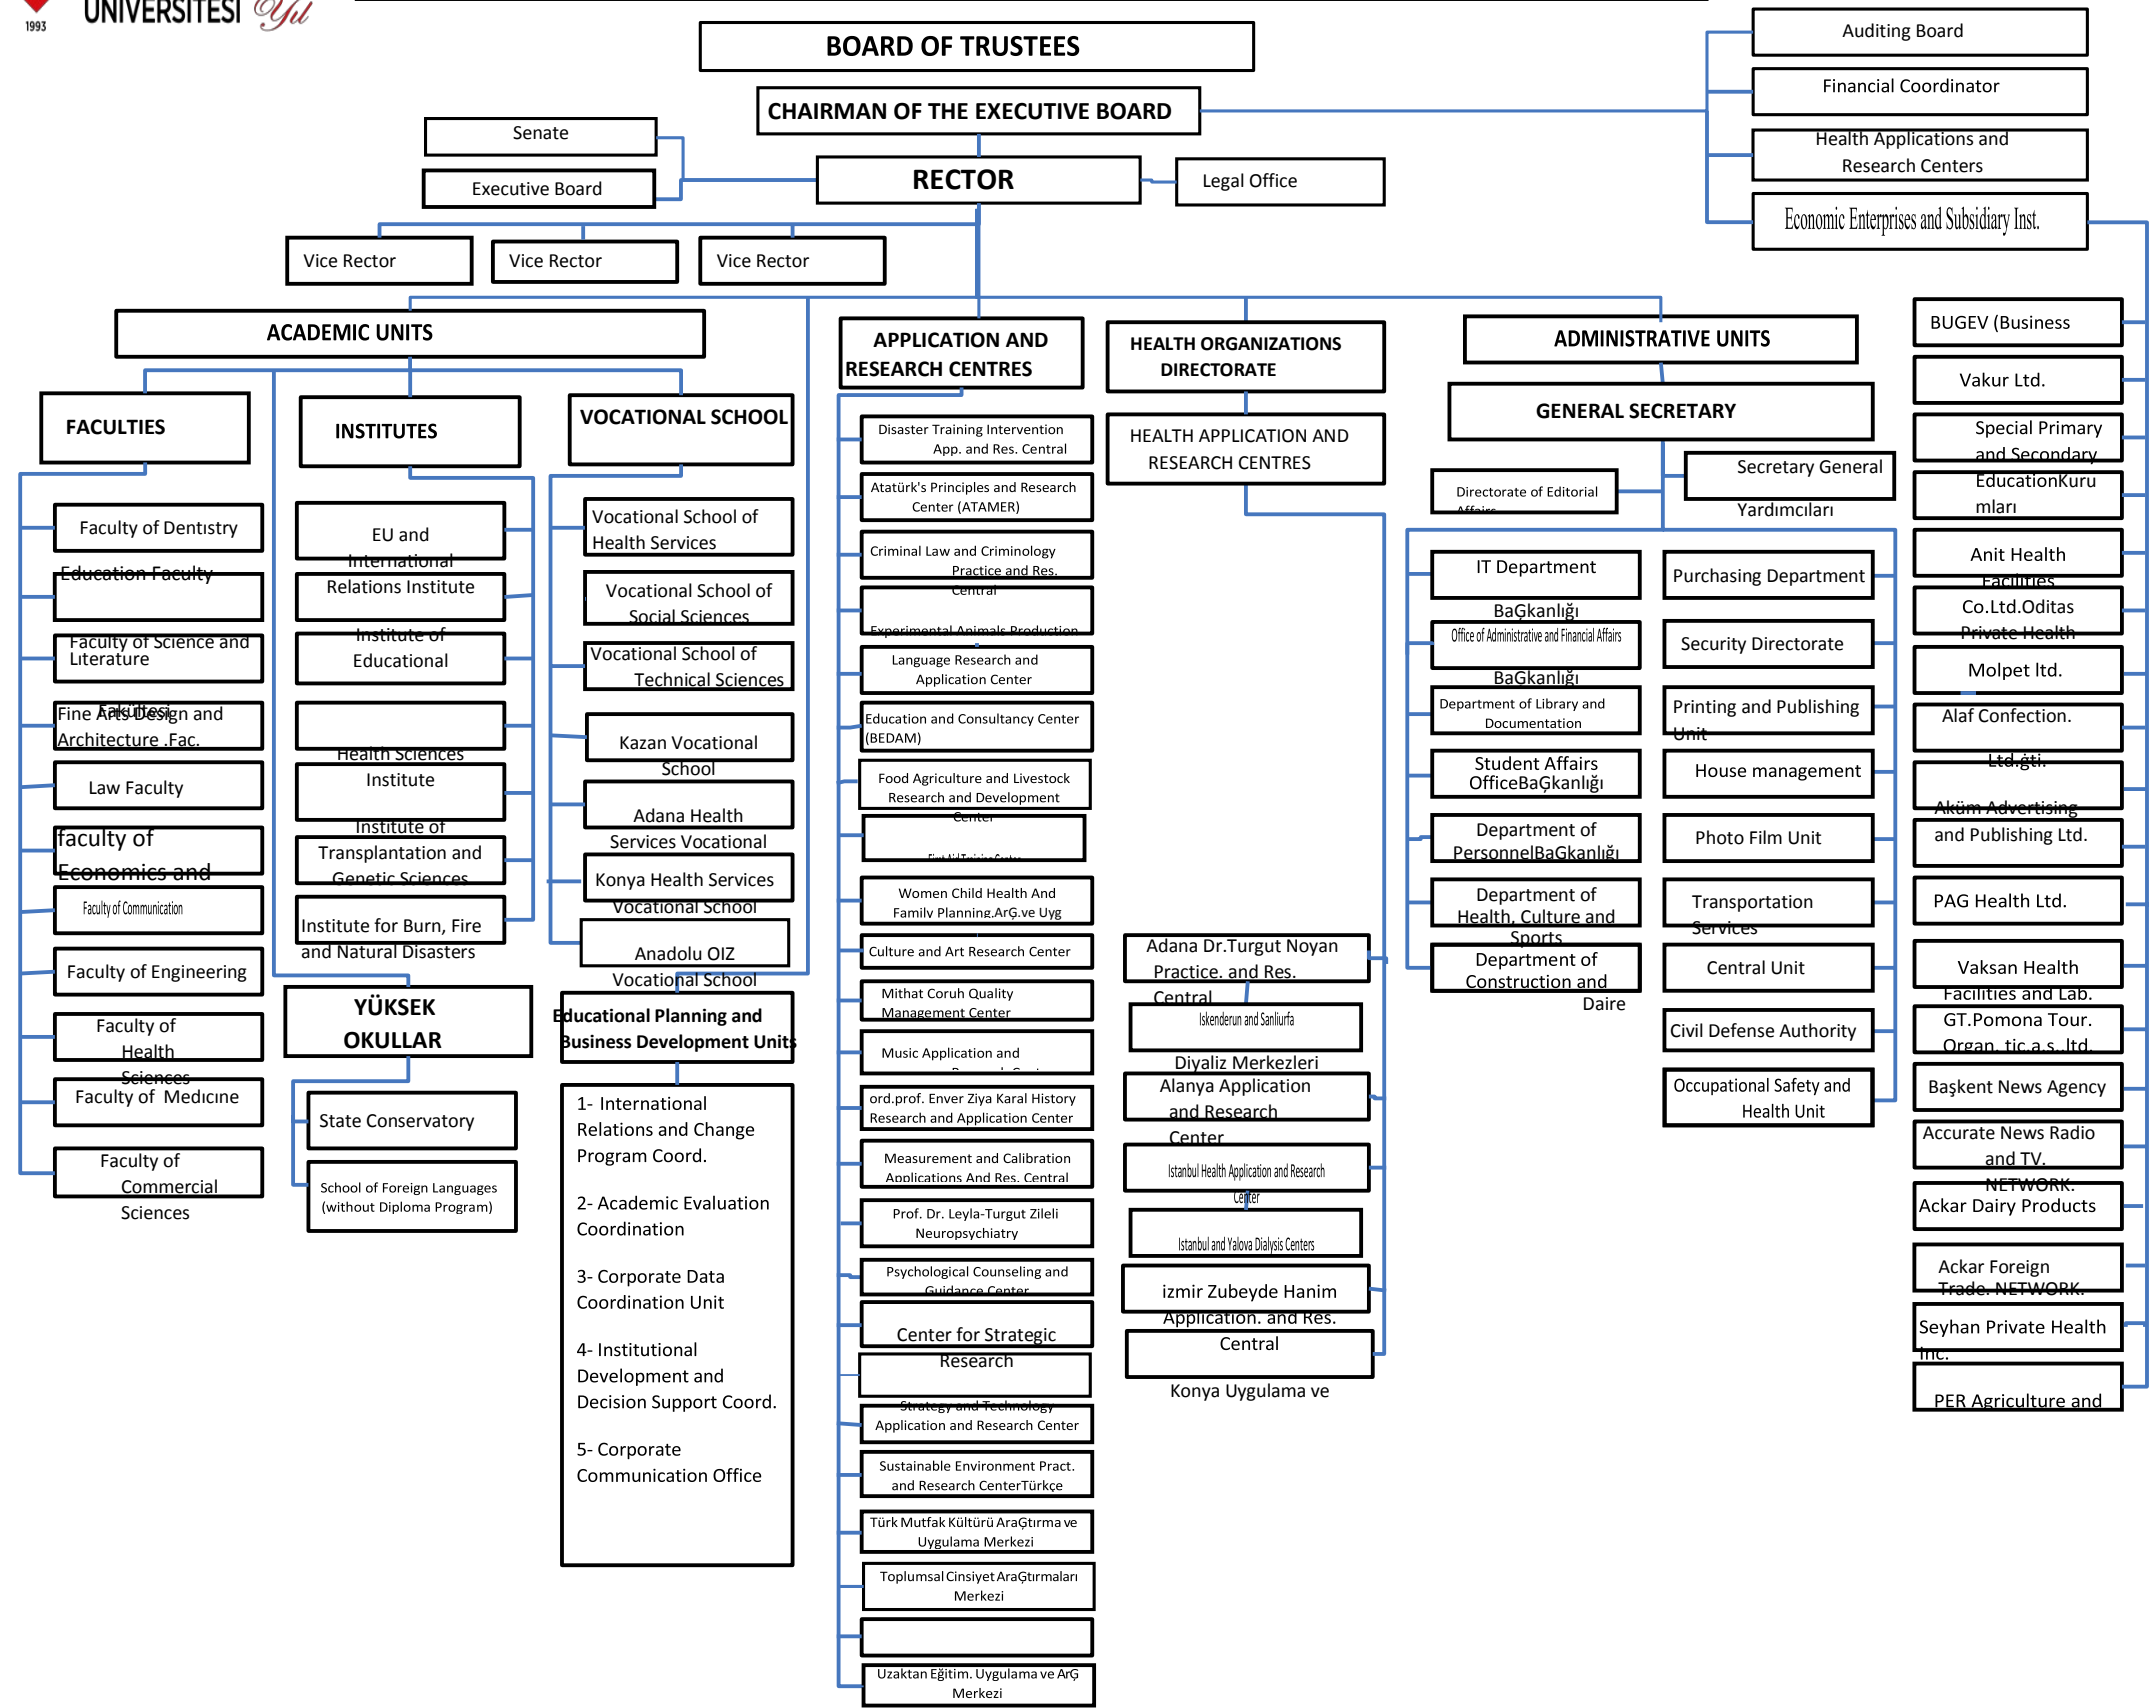 ÜNİVERSİTESİ Yıl
1993
BOARD OF TRUSTEES
CHAIRMAN OF THE EXECUTIVE BOARD
Senate
Executive Board
RECTOR
Legal Office
Auditing Board
Financial Coordinator
Health Applications and
Research Centers
Economic Enterprises and Subsidiary Inst.
Vice Rector
Vice Rector
Vice Rector
ACADEMIC UNITS
FACULTIES
Faculty of Dentıstry
Education Faculty
Faculty of Science and
Lıterature
Fakültesi
Fine Arts Design and
Architecture .Fac.
Law Faculty
faculty of
Economics and
Faculty of Communication
Faculty of Engineering
Faculty of
Health
Sciences
Faculty of Medıcıne
Faculty of
Commercial
Sciences
INSTITUTES
EU and
International
Relations Institute
Institute of
Educational
Health Sciences
Institute
Institute of
Transplantation and
Genetic Sciences
Institute for Burn, Fire
and Natural Disasters
YÜKSEK
OKULLAR
State Conservatory
School of Foreign Languages
(without Diploma Program)
VOCATIONAL SCHOOL
Vocational School of
Health Services
Vocational School of
Social Sciences
Vocational School of
Technical Sciences
Kazan Vocational
School
Adana Health
Services Vocational
Konya Health Services
Vocational School
Anadolu OIZ
Vocational School
Educational Planning and
Business Development Units
1- International
Relations and Change
Program Coord.
2- Academic Evaluation
Coordination
3- Corporate Data
Coordination Unit
4- Institutional
Development and
Decision Support Coord.
5- Corporate
Communication Office
APPLICATION AND
RESEARCH CENTRES
Disaster Training Intervention
App. and Res. Central
Atatürk's Principles and Research
Center (ATAMER)
Criminal Law and Criminology
Practice and Res.
Central
Experimental Animals Production
Language Research and
Application Center
Education and Consultancy Center
(BEDAM)
Food Agriculture and Livestock
Research and Development
Center
First Aid Training Center
Women Child Health And
Family Planning.ArĢ.ve Uyg
Culture and Art Research Center
Mithat Coruh Quality
Management Center
Music Application and
ord.prof. Enver Ziya Karal History
Research and Application Center
Measurement and Calibration
Applications And Res. Central
Prof. Dr. Leyla-Turgut Zileli
Neuropsychiatry
Psychological Counseling and
Guidance Center
Center for Strategic
Research
Strategy and Technology
Application and Research Center
Sustainable Environment Pract.
and Research CenterTürkçe
Türk Mutfak Kültürü AraĢtırma ve
Uygulama Merkezi
Toplumsal Cinsiyet AraĢtırmaları
Merkezi
Uzaktan Eğitim. Uygulama ve ArĢ
Merkezi
HEALTH ORGANIZATIONS
DIRECTORATE
HEALTH APPLICATION AND
RESEARCH CENTRES
Adana Dr.Turgut Noyan
Practice. and Res.
Central
Iskenderun and Sanliurfa
Diyaliz Merkezleri
Alanya Application
and Research
Center
Istanbul Health Application and Research
Center
Istanbul and Yalova Dialysis Centers
izmir Zubeyde Hanim
Application. and Res.
Central
Konya Uygulama ve
ADMINISTRATIVE UNITS
GENERAL SECRETARY
Directorate of Editorial
Affairs
Secretary General
Yardımcıları
IT Department
BaĢkanlığı
Office of Administrative and Financial Affairs
BaĢkanlığı
Department of Library and
Documentation
Student Affairs
OfficeBaĢkanlığı
Department of
PersonnelBaĢkanlığı
Department of
Health, Culture and
Sports
Department of
Construction and
Daire
Purchasing Department
Security Directorate
Printing and Publishing
Unit
House management
Photo Film Unit
Transportation
Services
Central Unit
Civil Defense Authority
Occupational Safety and
Health Unit
BUGEV (Business
Vakur Ltd.
Special Primary
and Secondary
EducationKuru
mları
Anit Health
Facilities
Co.Ltd.Oditas
Private Health
Molpet ltd.
Alaf Confection.
Ltd.ġti.
Aküm Advertising
and Publishing Ltd.
PAG Health Ltd.
Vaksan Health
Facilities and Lab.
GT.Pomona Tour.
Organ. tic.a.s..ltd.
Başkent News Agency
Accurate News Radio
and TV.
NETWORK.
Ackar Dairy Products
Ackar Foreign
Trade. NETWORK.
Seyhan Private Health
Inc.
PER Agriculture and